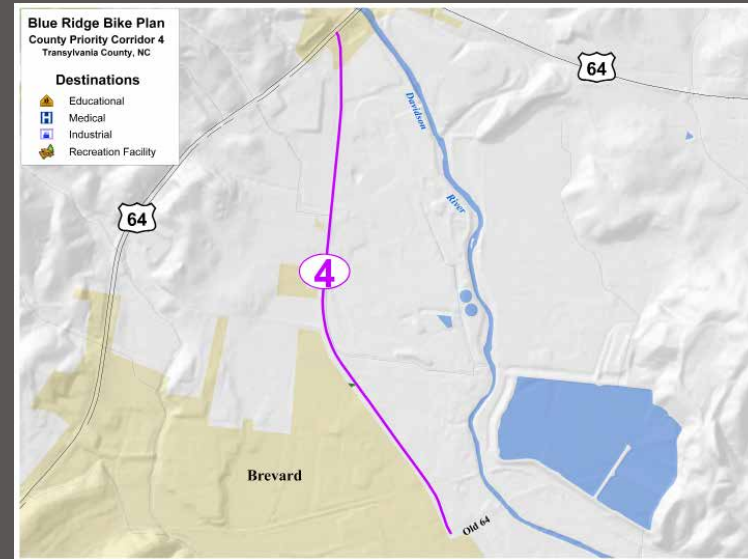 Blue Ridge Bike Plan
County Priority Corridor 4
Transylvania County, NC
Destinations
Educational
H Medical
Industrial
Recreation Facility
64
Davidson
River
64
4
Brevard
Old 64